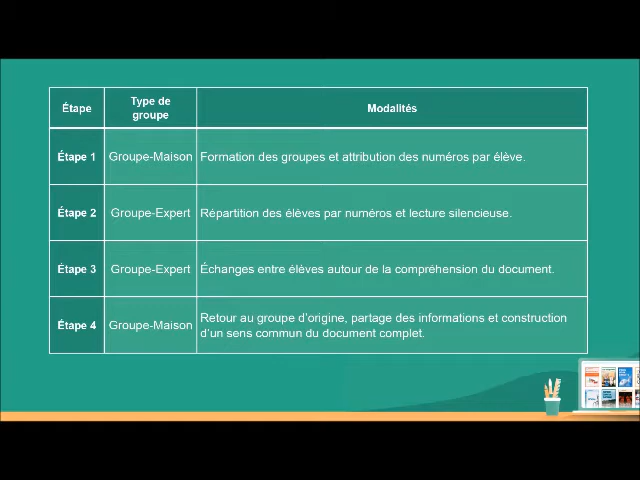 Étape
Type de
groupe
Modalités
Étape 1
Groupe-Maison
Formation des groupes et attribution des numéros par élève.
Étape 2
Groupe-Expert
Répartition des élèves par numéros et lecture silencieuse.
Étape 3
Groupe-Expert
Échanges entre élèves autour de la compréhension du document.
Étape 4
Groupe-Maison
Retour au groupe d'origine, partage des informations et construction
d'un sens commun du document complet.